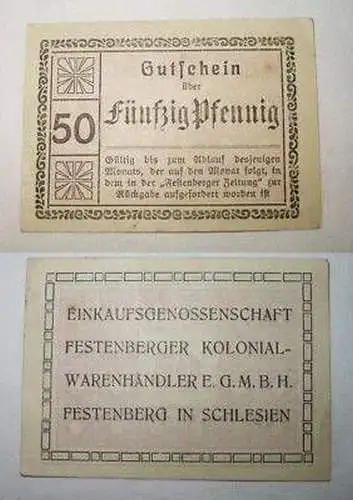 Gutschein
über
50
Fünfzig Pfennig
Gültig bis zum Ablauf desjenigen
Monats, der auf den Monat folgt, in
dem in der „Festenberger Zeitung" zur
Rückgabe aufgefordert worden ist
EINKAUFSGENOSSENSCHAFT
FESTENBERGER KOLONIAL-
WARENHÄNDLER E. G. M. B. H.
FESTENBERG IN SCHLESIEN